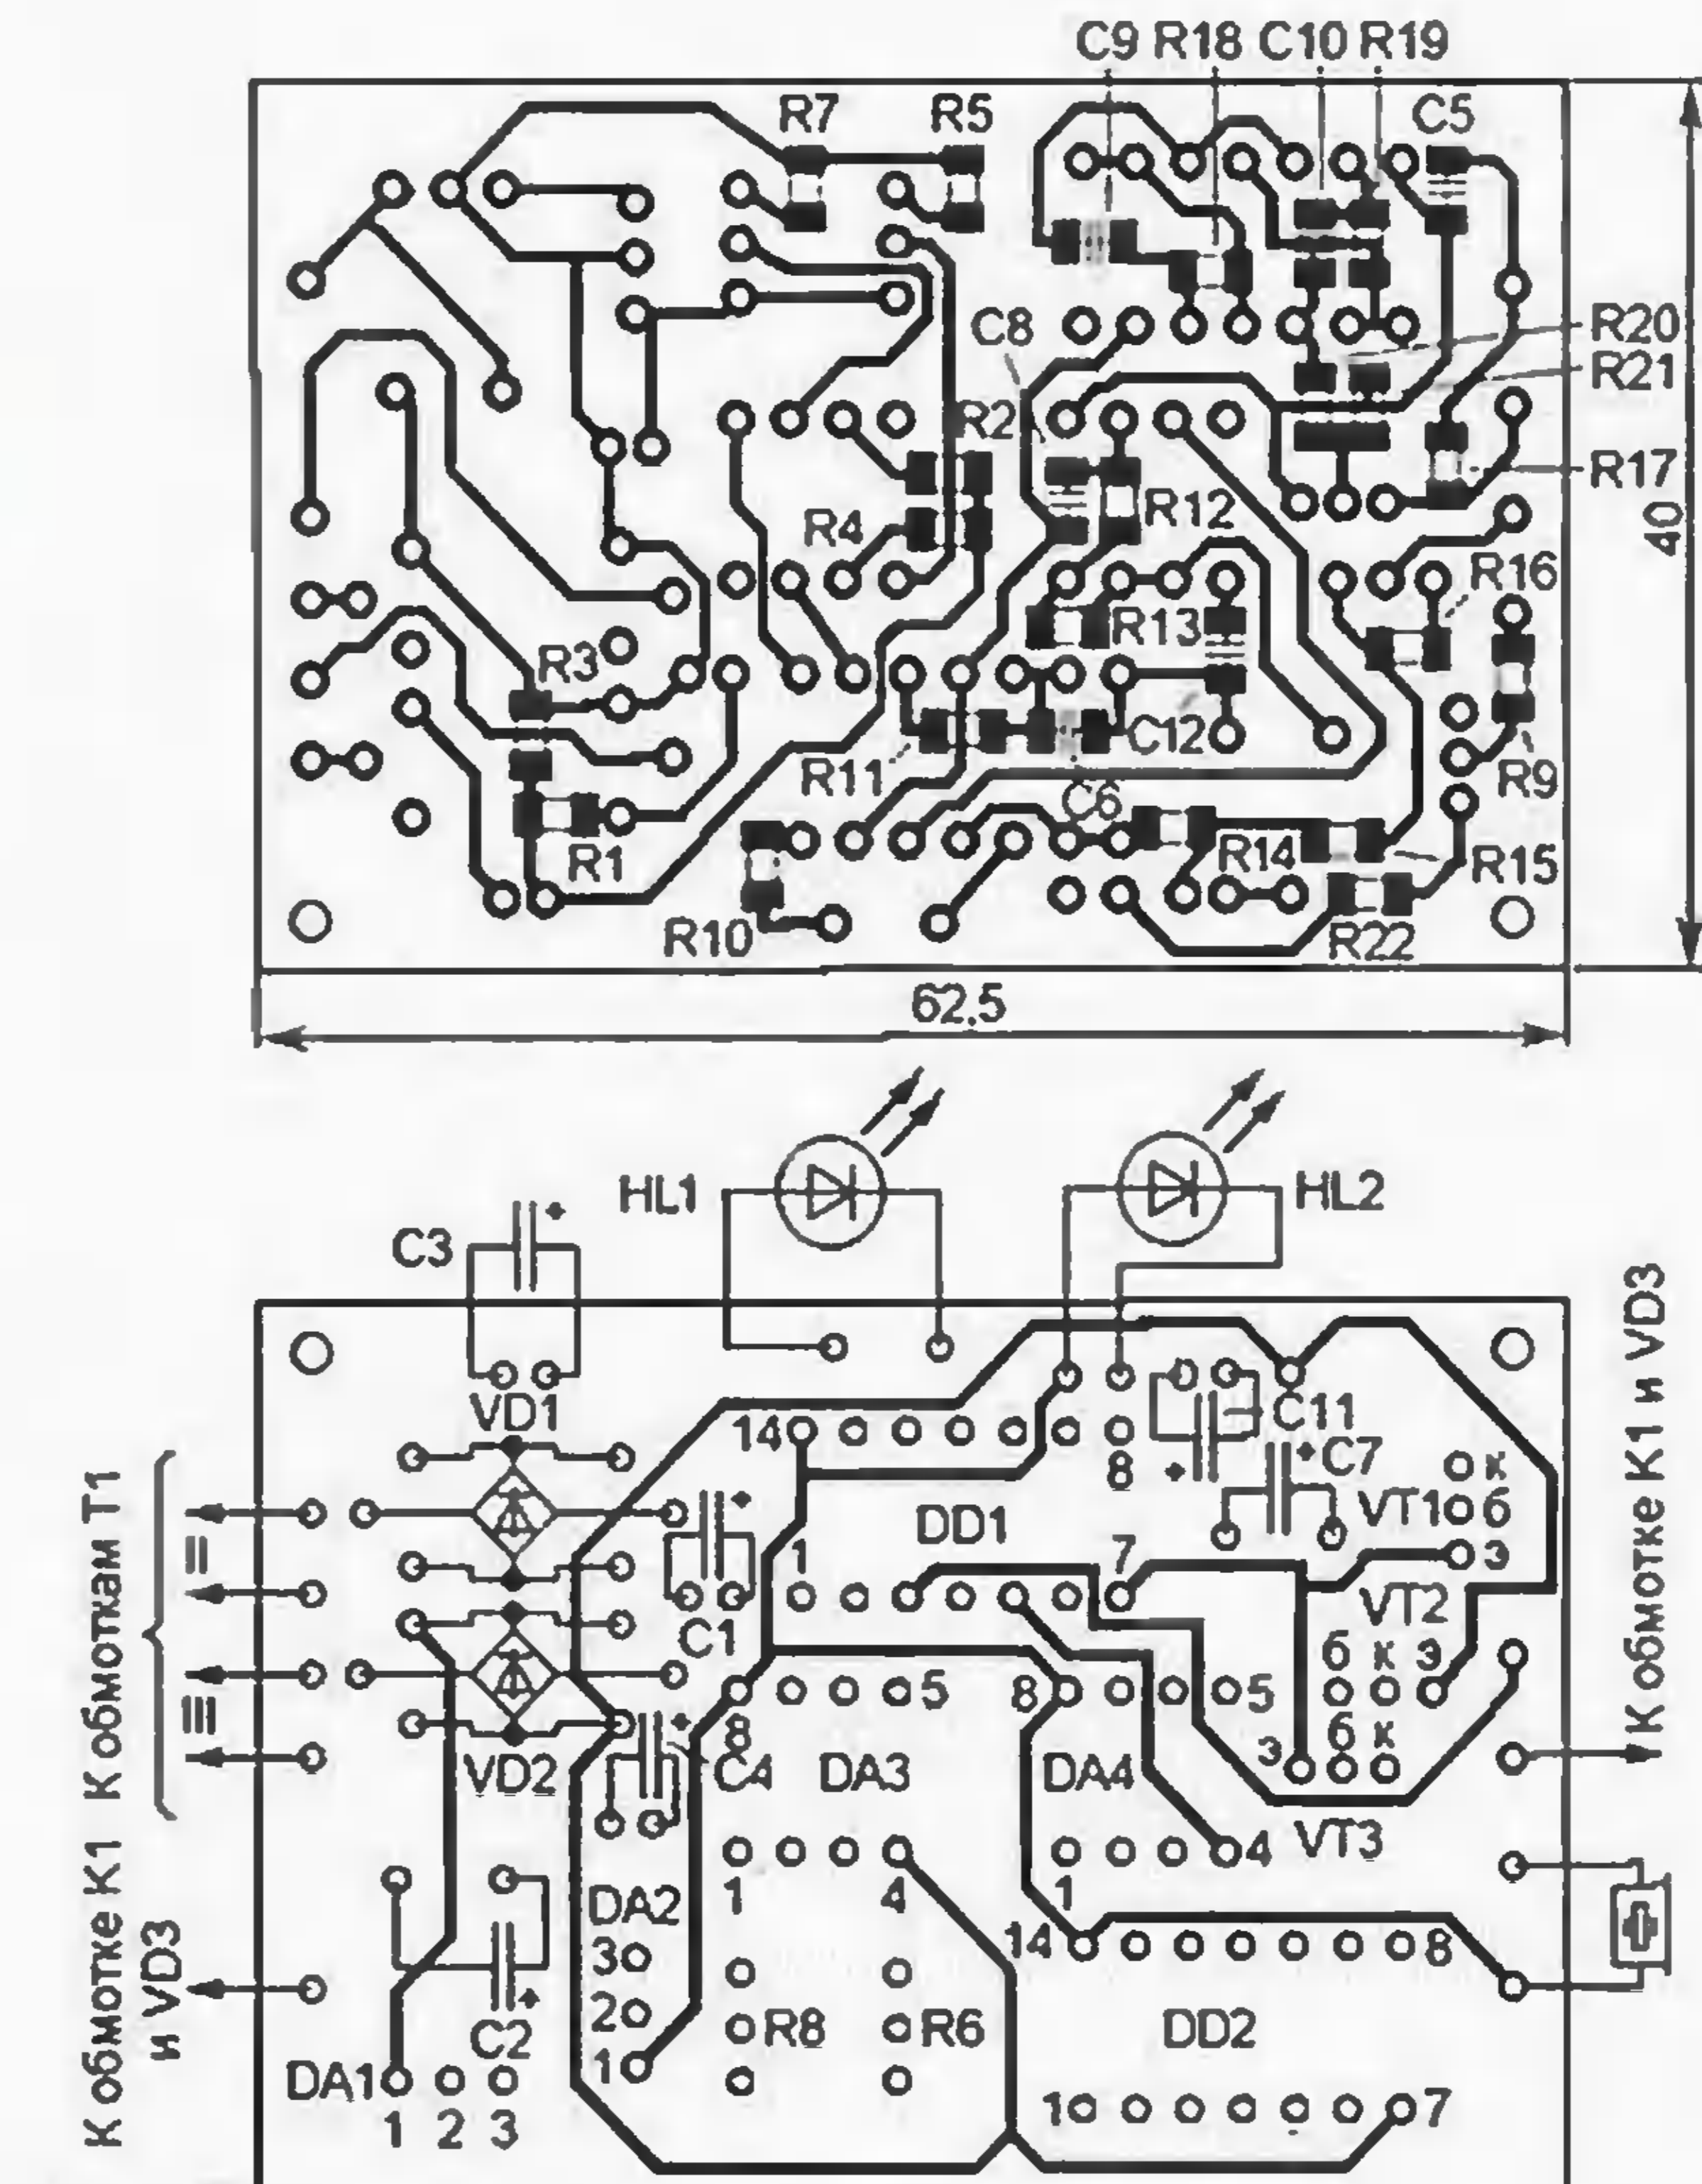 C9 R18 C10 R19
R7 R5 C5
C8
R20
R21
R2
R17
R4 R12
40
R16
R3 R13
R11 C12
C6 R9
R1 R14 R15
R10 R22
62.5
HL1 HL2
C3
К обмотке К1 и VD3
VD1
14 C11
8 C7
к
VT1 б
DD1
э
1 7
VT2
C1
б к э
II
III
К обмоткам Т1
8 5 8 5
б к
э
VD2 C4 DA3 DA4
VT3
1 4 1 4
DA2
3 14 8
2 R8 R6 DD2
C2
1
DA1
1 2 3
1 7
К обмотке К1
и VD3